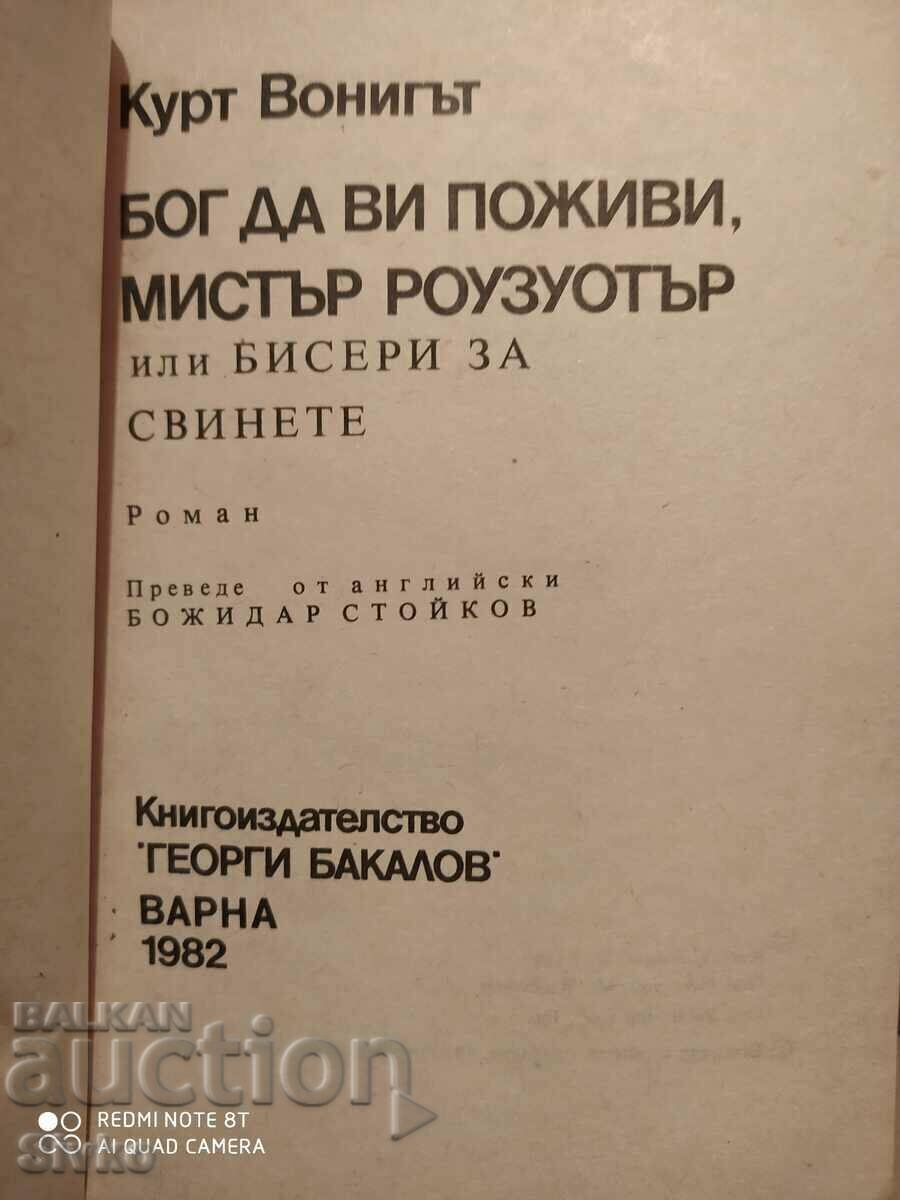 Курт Вонигът
БОГ ДА ВИ ПОЖИВИ,
МИСТЪР РОУЗУОТЪР
или БИСЕРИ ЗА
СВИНЕТЕ
Роман
Преведе от английски
БОЖИДАР СТОЙКОВ
Книгоиздателство
"ГЕОРГИ БАКАЛОВ"
ВАРНА
1982
BALKAN
auction
REDMI NOTE 8T
AI QUAD CAMERA
Sivko